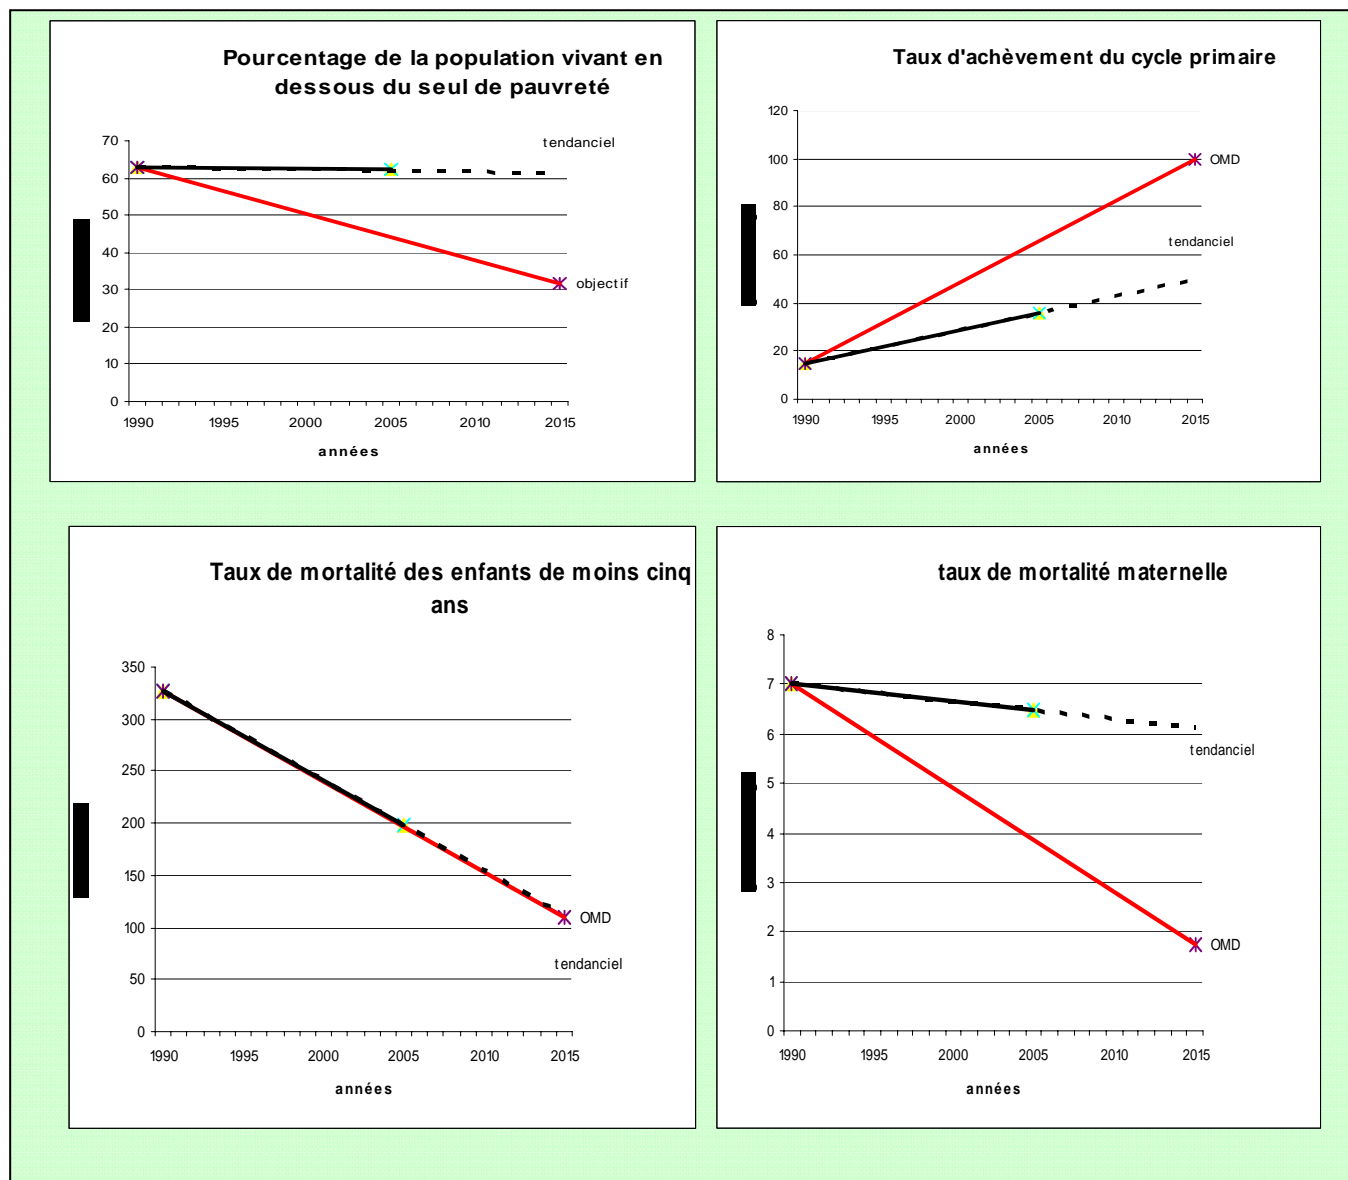 Pourcentage de la population vivant en
dessous du seul de pauvreté
70
60
50
40
30
20
10
0
tendanciel
objectif
1990 1995 2000 2005 2010 2015
années
Taux d'achèvement du cycle primaire
120
100
80
60
40
20
0
OMD
tendanciel
1990 1995 2000 2005 2010 2015
années
Taux de mortalité des enfants de moins cinq
ans
350
300
250
200
150
100
50
0
OMD
tendanciel
1990 1995 2000 2005 2010 2015
années
taux de mortalité maternelle
8
7
6
5
4
3
2
1
0
tendanciel
OMD
1990 1995 2000 2005 2010 2015
années